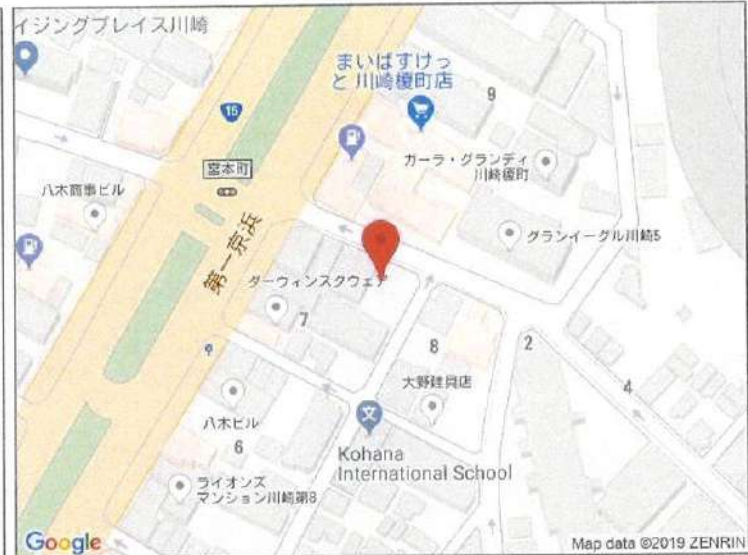 イジングプレイス川崎
まいばすけっ
と 川崎榎町店
9
15
宮本町
ガーラ・グランディ
川崎榎町
八木商事ビル
第一京浜
グランイーグル川崎5
ダーウィンスクウェア
7
8
2
4
大野建具店
八木ビル
6
文
Kohana
International School
ライオンズ
マンション川崎第8
Google
Map data ©2019 ZENRIN